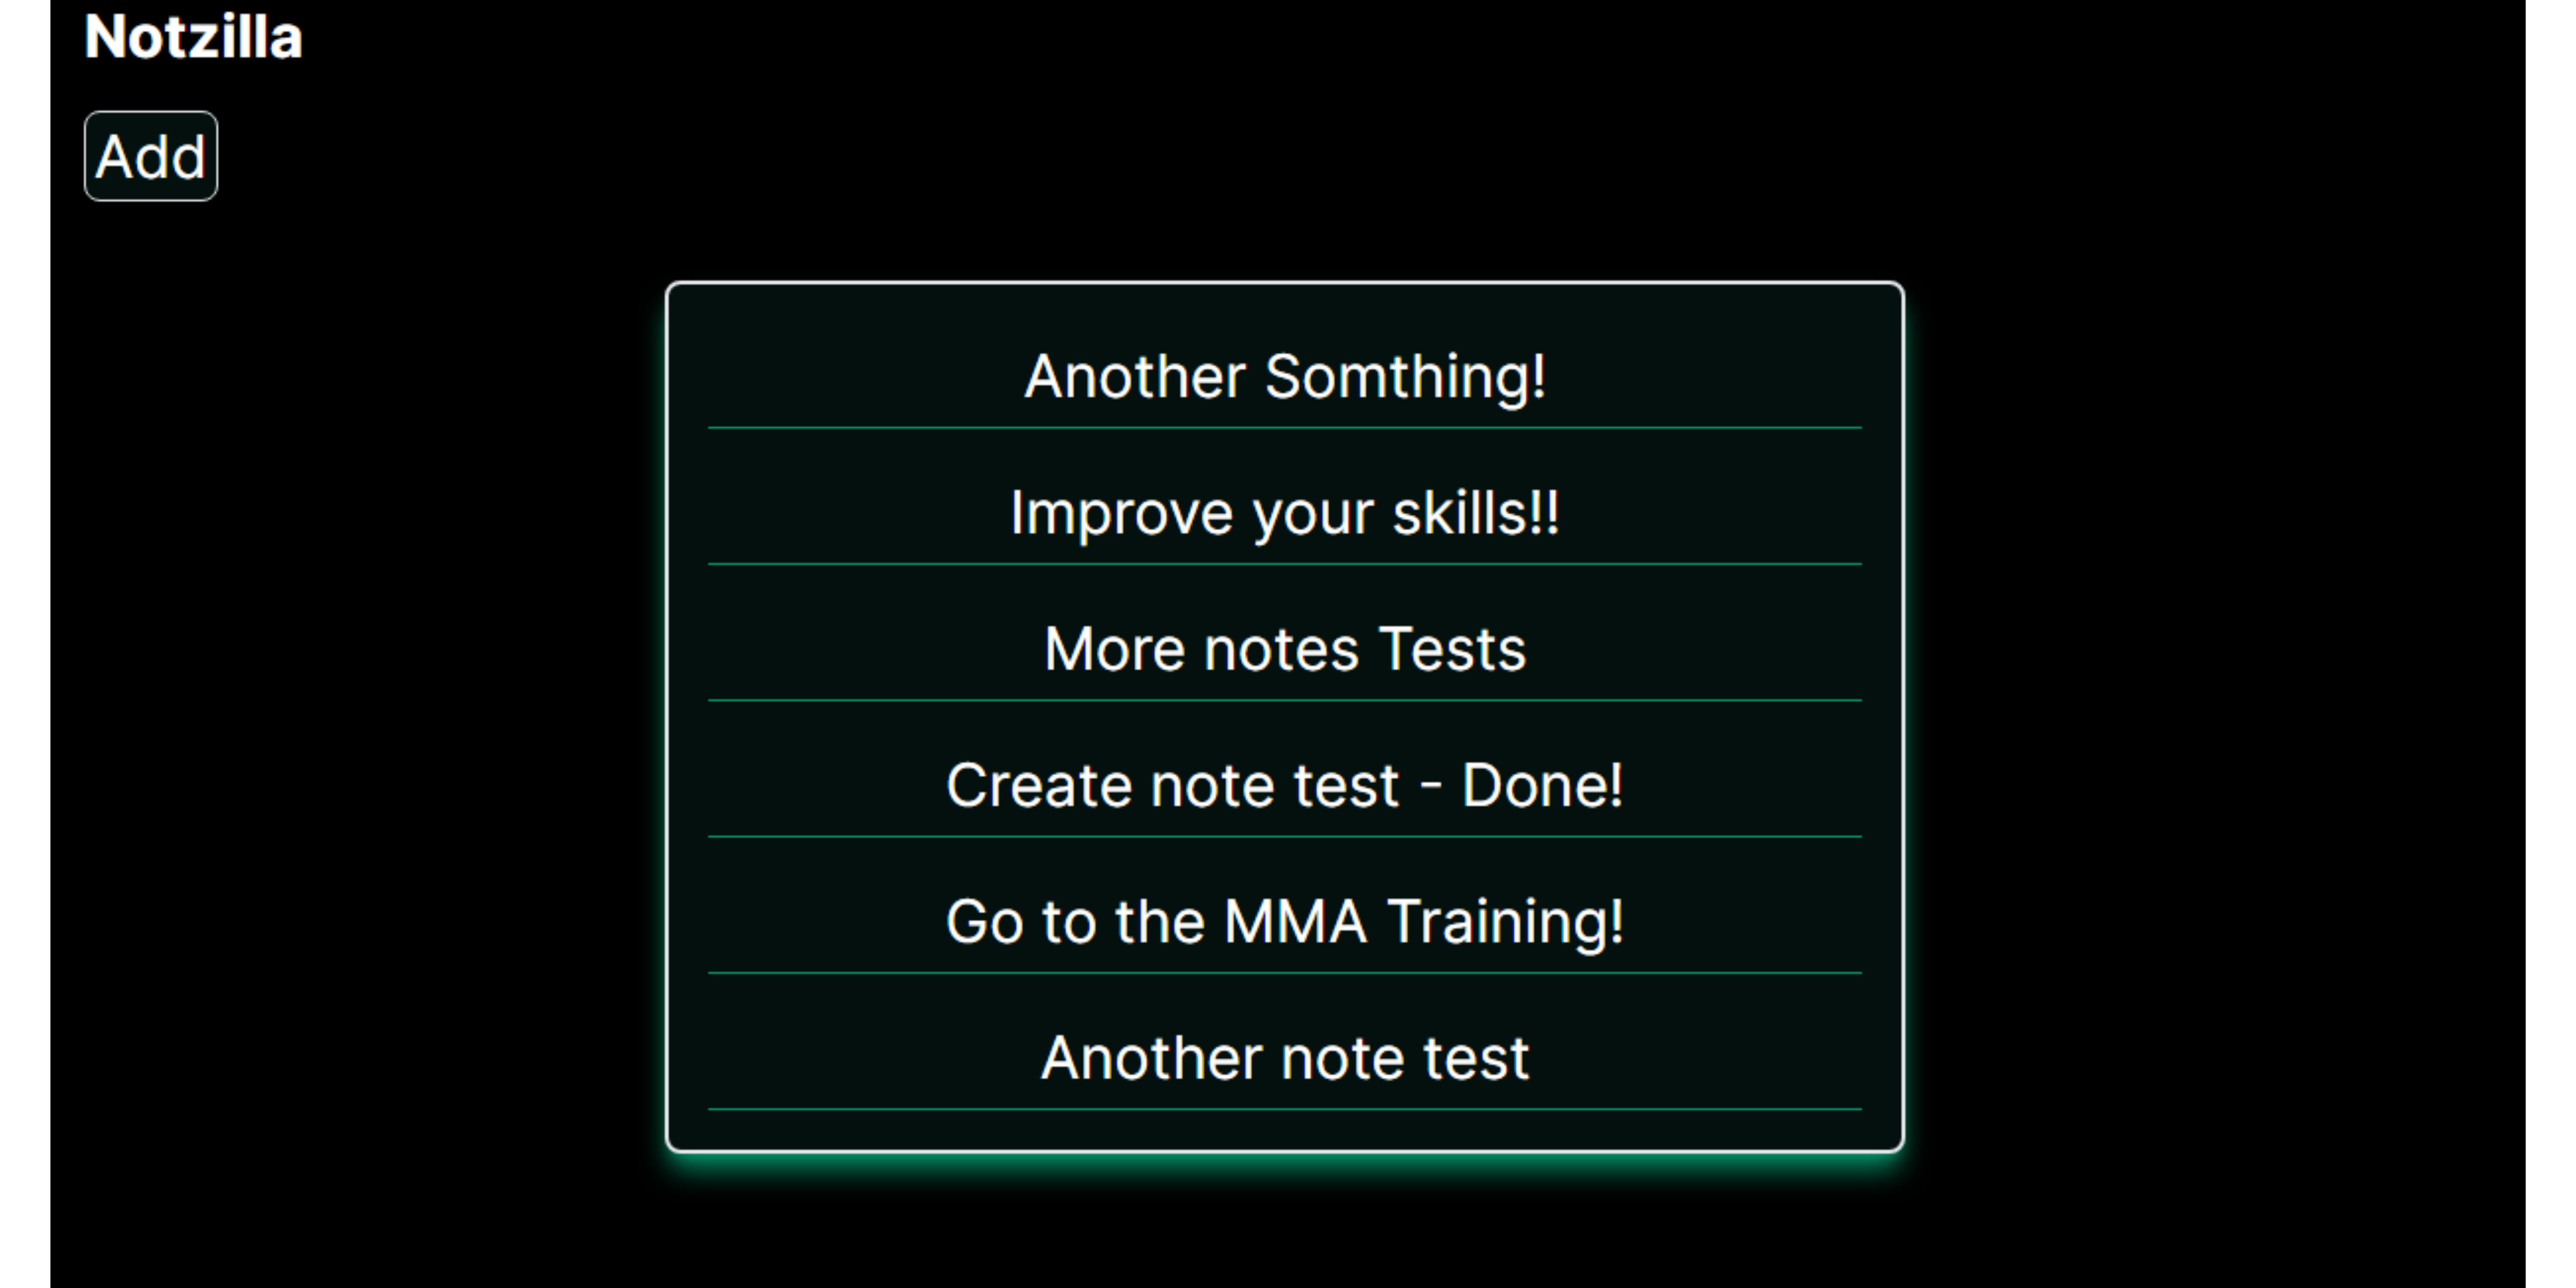 Notzilla
Add
Another Somthing!
Improve your skills!!
More notes Tests
Create note test - Done!
Go to the MMA Training!
Another note test